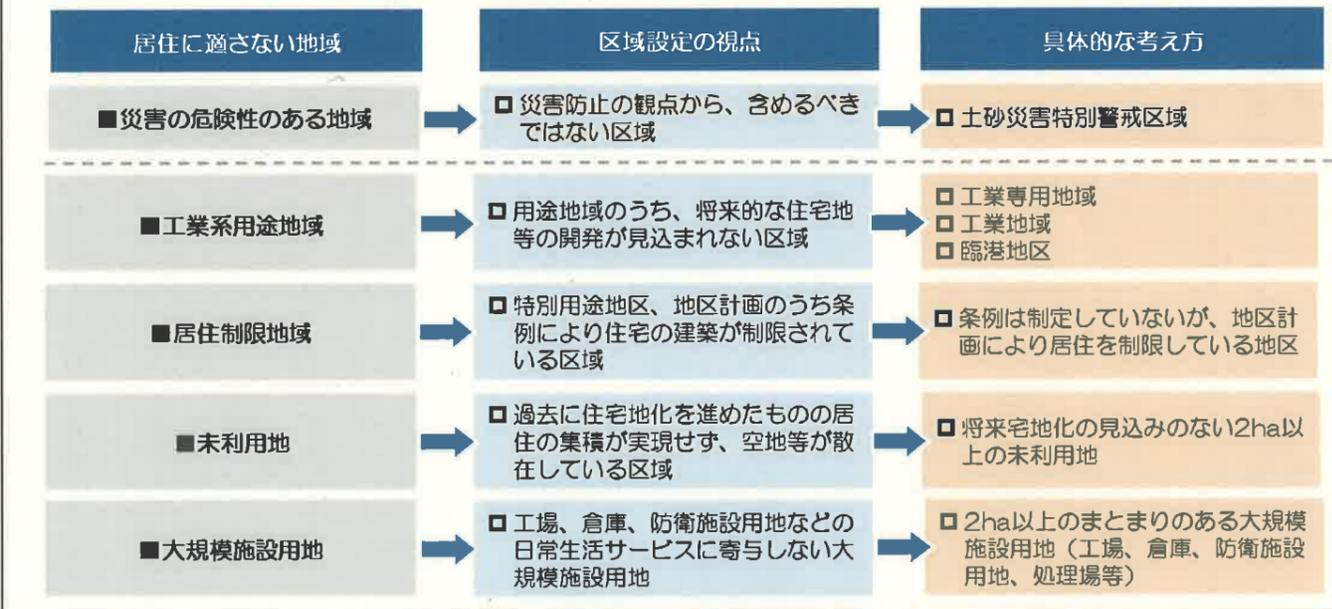 居住に適さない地域
区域設定の視点
具体的な考え方
■災害の危険性のある地域
□ 災害防止の観点から、含めるべき
ではない区域
□ 土砂災害特別警戒区域
■工業系用途地域
□ 用途地域のうち、将来的な住宅地
等の開発が見込まれない区域
□ 工業専用地域
□ 工業地域
□ 臨港地区
■居住制限地域
□ 特別用途地区、地区計画のうち条
例により住宅の建築が制限されて
いる区域
□ 条例は制定していないが、地区計
画により居住を制限している地区
■未利用地
□ 過去に住宅地化を進めたものの居
住の集積が実現せず、空地等が散
在している区域
□ 将来宅地化の見込みのない2ha以
上の未利用地
■大規模施設用地
□ 工場、倉庫、防衛施設用地などの
日常生活サービスに寄与しない大
規模施設用地
□ 2ha以上のまとまりのある大規模
施設用地（工場、倉庫、防衛施設
用地、処理場等）